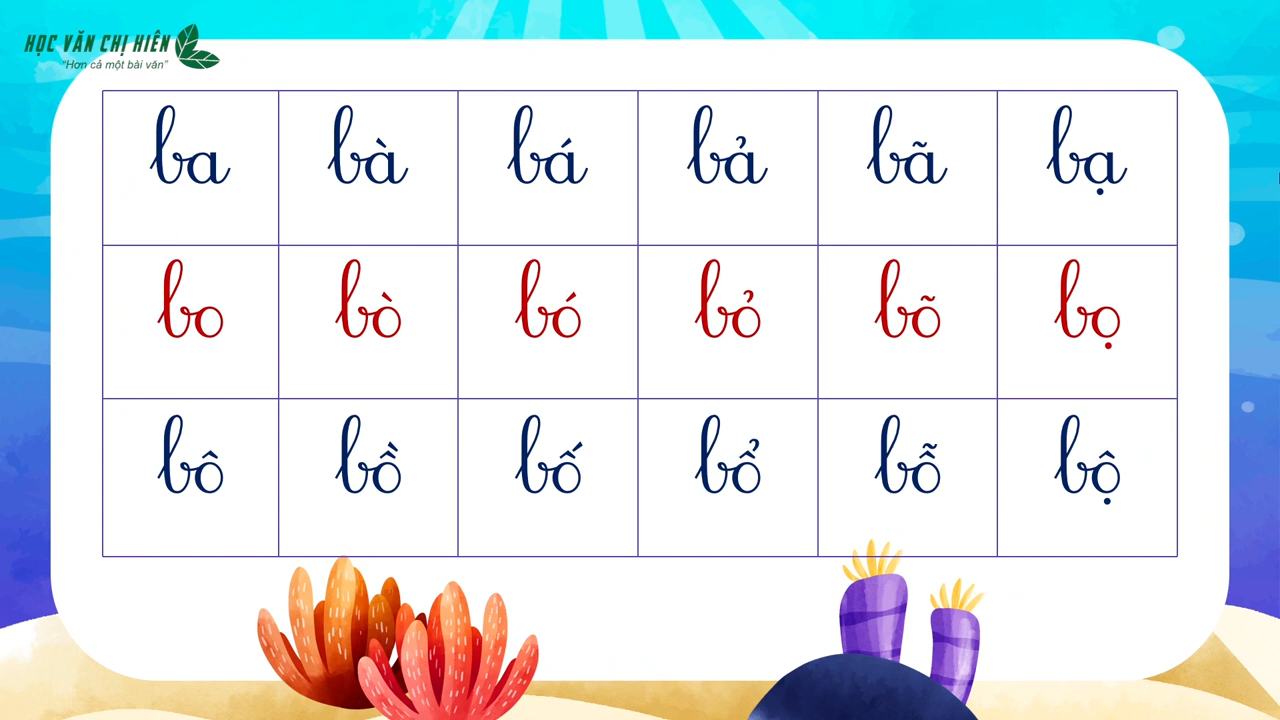 HỌC VĂN CHỊ HIÊN
“Hơn cả một bài văn”
ba bà bá bả bã bạ
bo bò bó bỏ bõ bọ
bô bồ bố bổ bỗ bộ